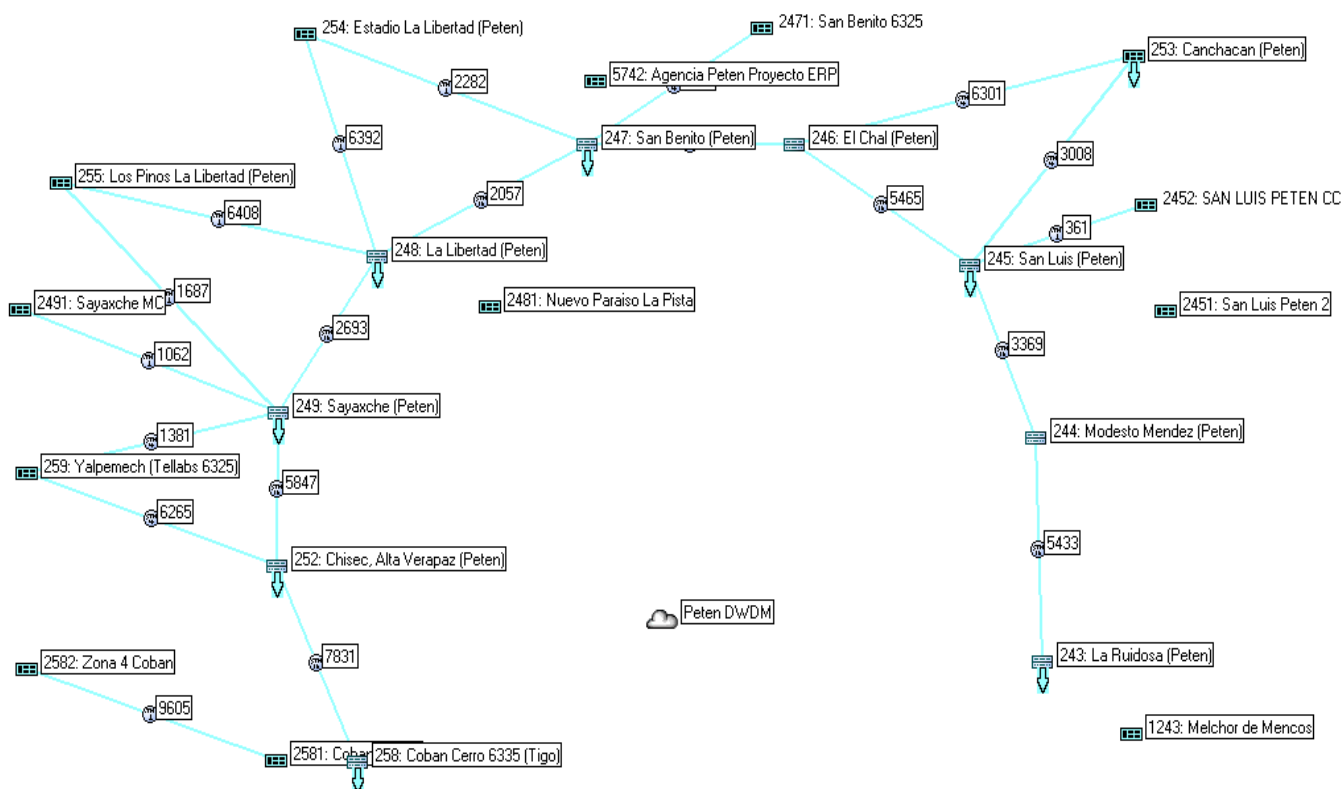 254: Estadio La Libertad (Peten)
2471: San Benito 6325
253: Canchacan (Peten)
5742: Agencia Peten Proyecto ERP
2282
6301
6392
247: San Benito (Peten)
246: El Chal (Peten)
3008
255: Los Pinos La Libertad (Peten)
2057
5465
2452: SAN LUIS PETEN CC
6408
361
248: La Libertad (Peten)
245: San Luis (Peten)
1687
2491: Sayaxche MC
2481: Nuevo Paraiso La Pista
2451: San Luis Peten 2
2693
3369
1062
249: Sayaxche (Peten)
1381
244: Modesto Mendez (Peten)
259: Yalpemech (Tellabs 6325)
5847
6265
5433
252: Chisec, Alta Verapaz (Peten)
Peten DWDM
2582: Zona 4 Coban
7831
243: La Ruidosa (Peten)
9605
1243: Melchor de Mencos
2581:
258: Coban Cerro 6335 (Tigo)